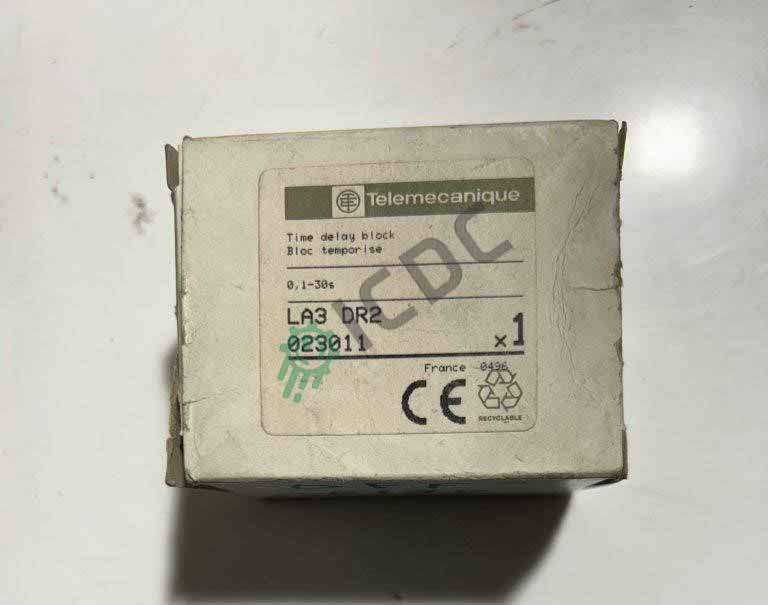 Telemecanique
Time delay block
Bloc temporise
0,1-30s
LA3 DR2
023011
x1
France 0496
CE
RECYCLABLE
ICDC